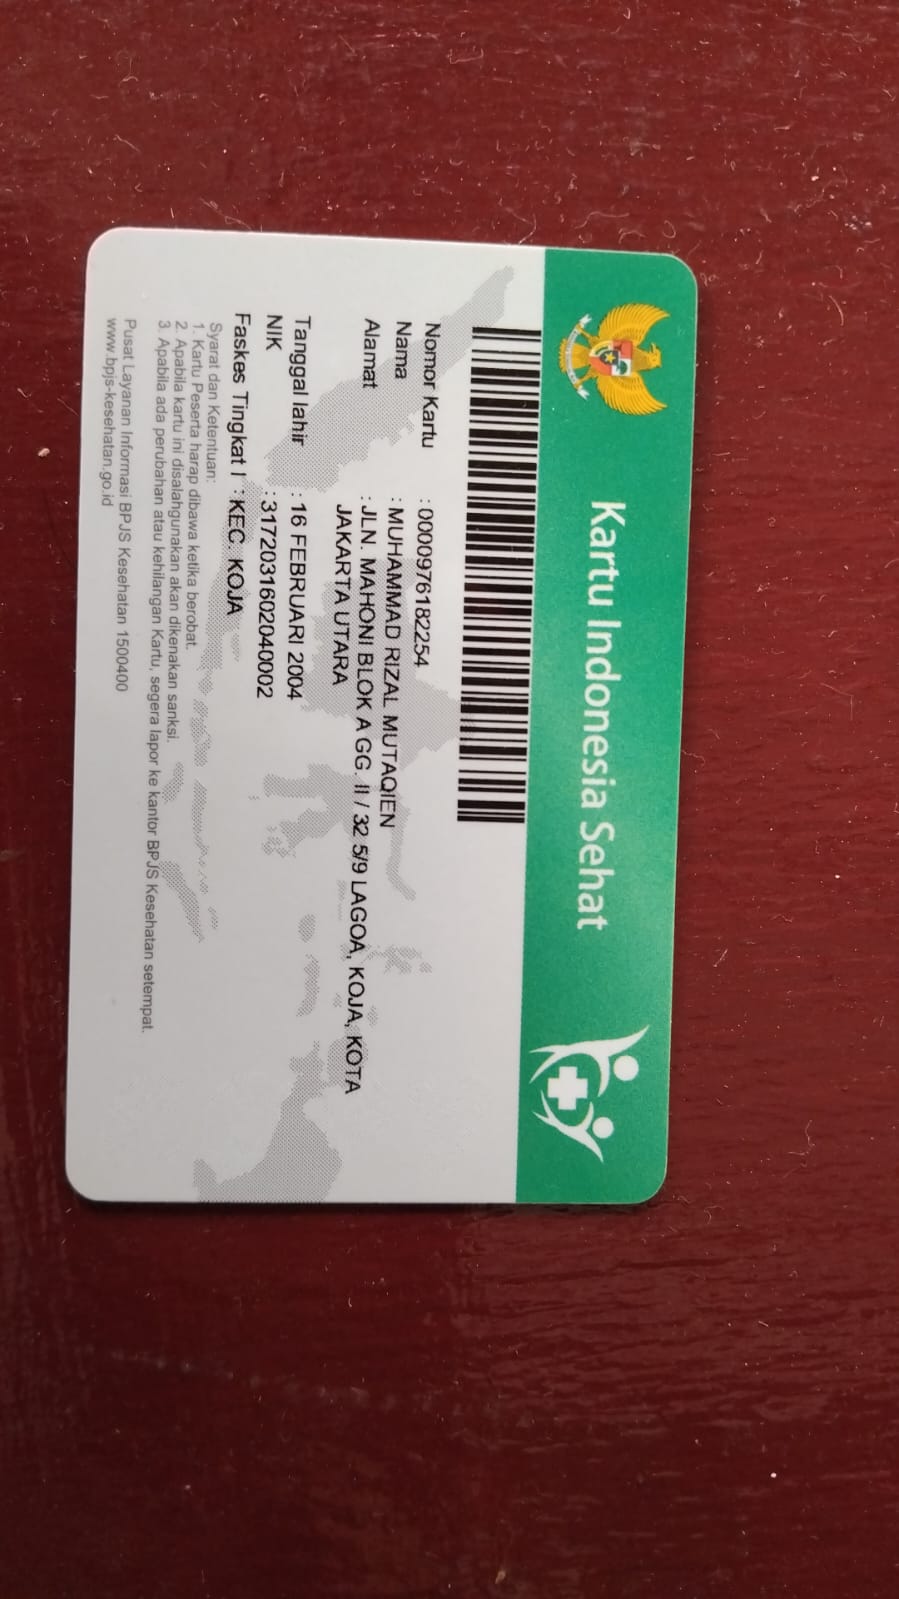 Kartu Indonesia Sehat
Nomor Kartu : 0000976182254
Nama : MUHAMMAD RIZAL MUTAQIEN
Alamat : JLN. MAHONI BLOK A GG. II / 32 5/9 LAGOA, KOJA, KOTA
JAKARTA UTARA
Tanggal lahir : 16 FEBRUARI 2004
NIK : 3172031602040002
Faskes Tingkat I : KEC. KOJA
Syarat dan Ketentuan:
1. Kartu Peserta harap dibawa ketika berobat.
2. Apabila kartu ini disalahgunakan akan dikenakan sanksi.
3. Apabila ada perubahan atau kehilangan Kartu, segera lapor ke kantor BPJS Kesehatan setempat.
Pusat Layanan Informasi BPJS Kesehatan 1500400
www.bpjs-kesehatan.go.id